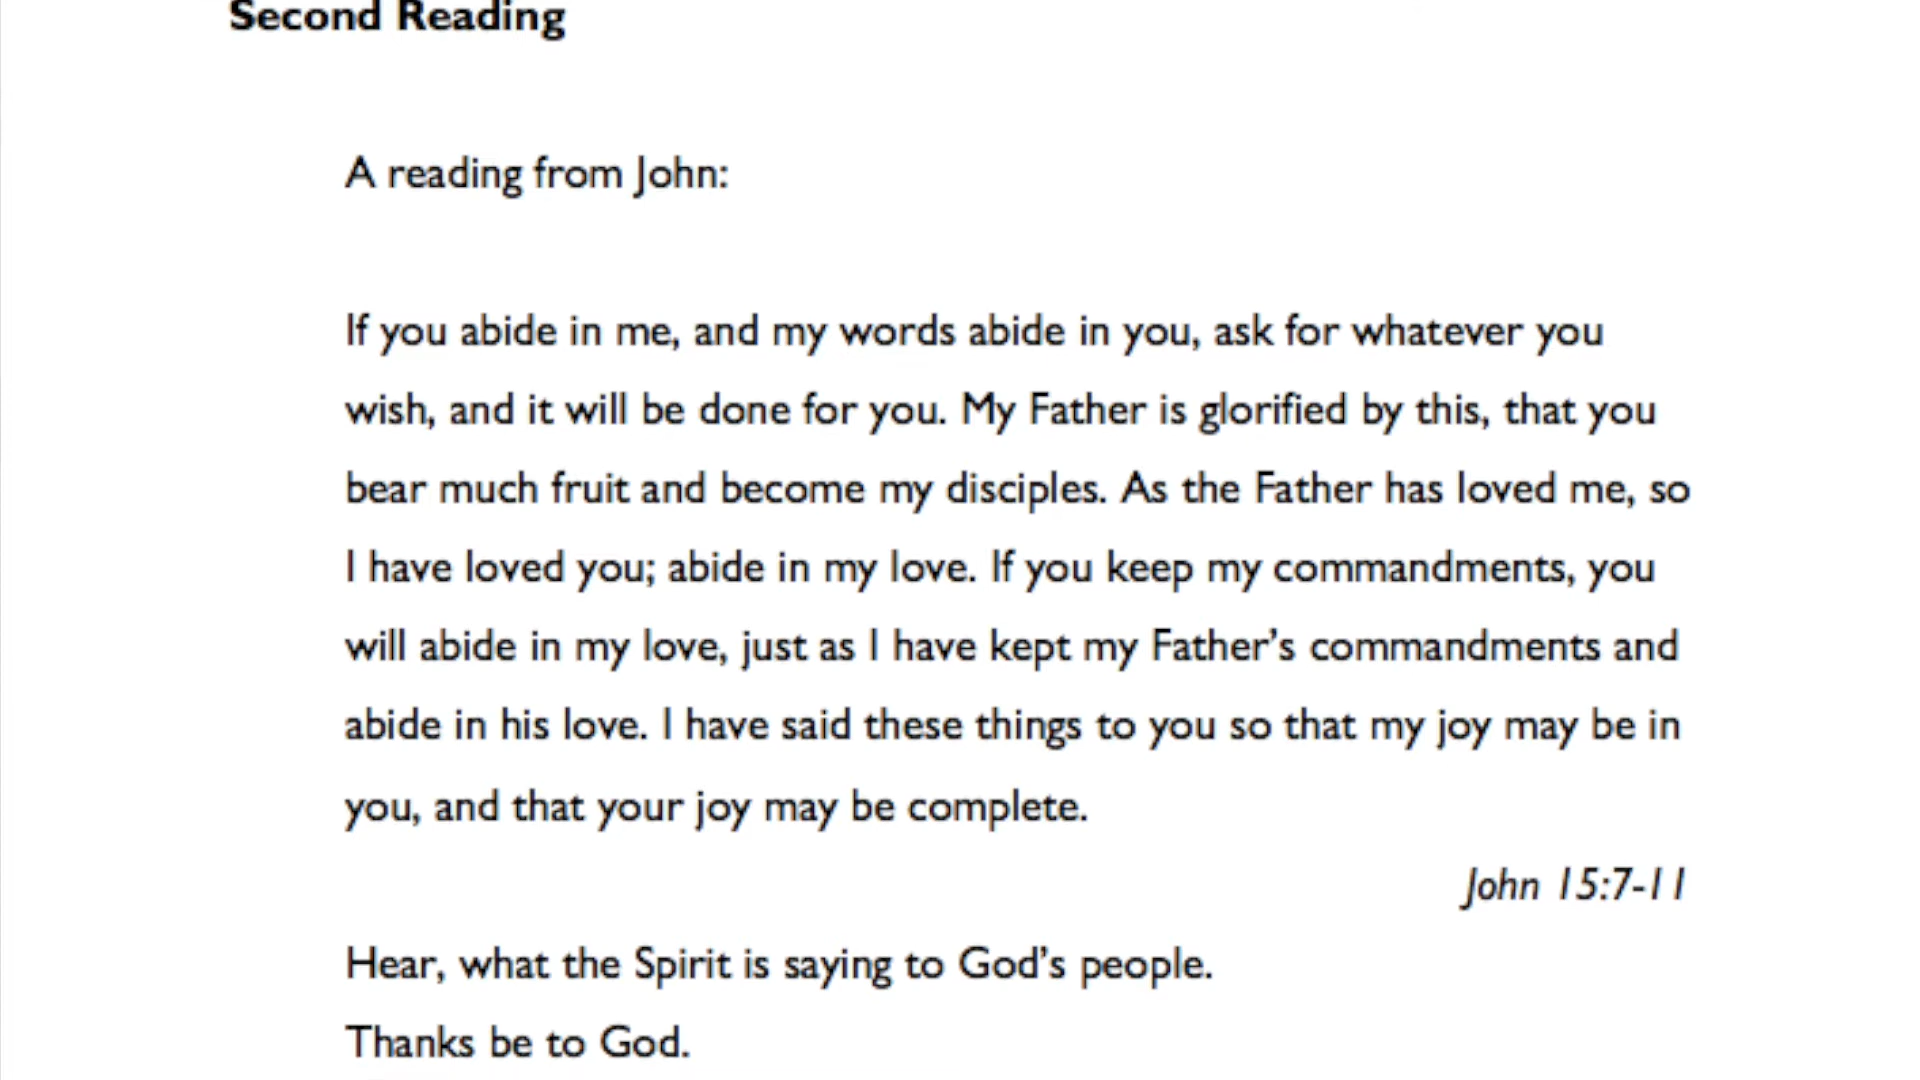 Second Reading
A reading from John:
If you abide in me, and my words abide in you, ask for whatever you
wish, and it will be done for you. My Father is glorified by this, that you
bear much fruit and become my disciples. As the Father has loved me, so
I have loved you; abide in my love. If you keep my commandments, you
will abide in my love, just as I have kept my Father’s commandments and
abide in his love. I have said these things to you so that my joy may be in
you, and that your joy may be complete.
John 15:7-11
Hear, what the Spirit is saying to God’s people.
Thanks be to God.